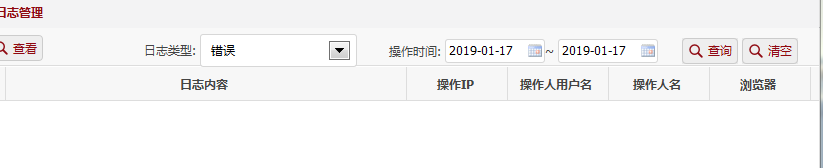 日志管理
查看 日志类型: 错误 操作时间: 2019-01-17 ~ 2019-01-17 查询 清空
日志内容 操作IP 操作人用户名 操作人名 浏览器